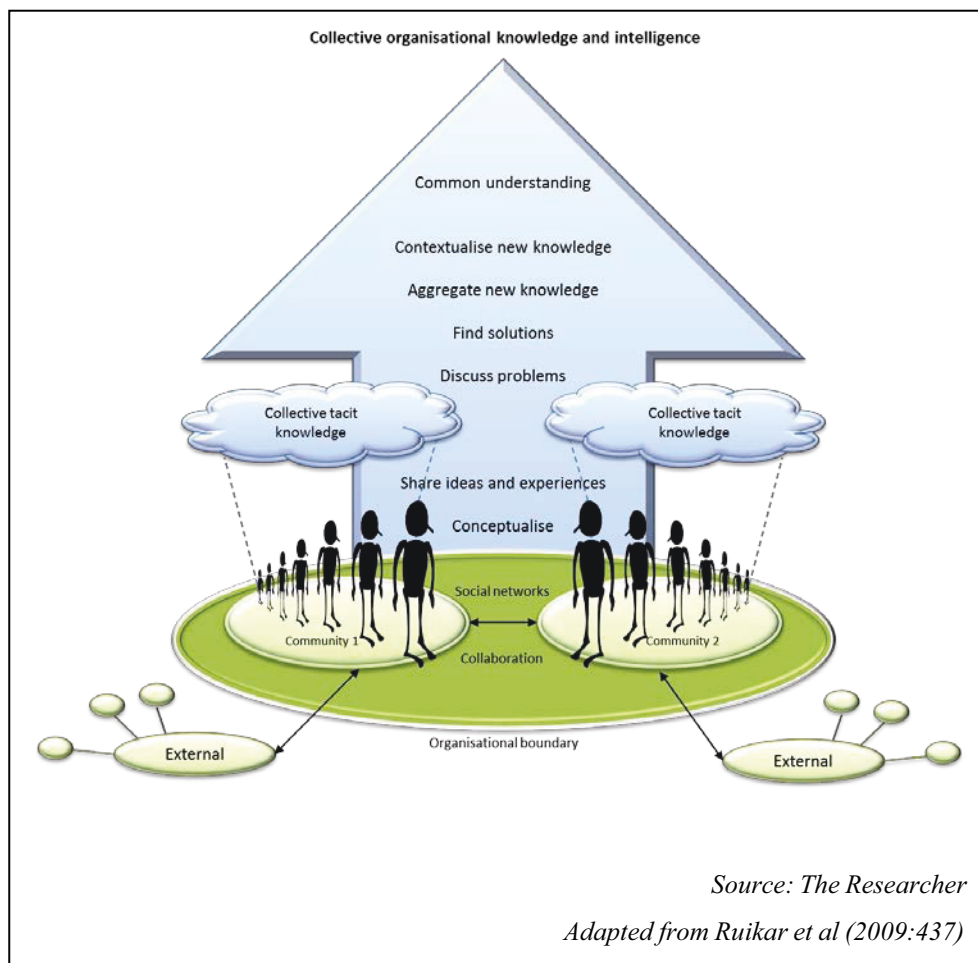 Collective organisational knowledge and intelligence
Common understanding
Contextualise new knowledge
Aggregate new knowledge
Find solutions
Discuss problems
Collective tacit
knowledge
Collective tacit
knowledge
Share ideas and experiences
Conceptualise
Social networks
Community 1
Community 2
Collaboration
Organisational boundary
External
External
Source: The Researcher
Adapted from Ruikar et al (2009:437)